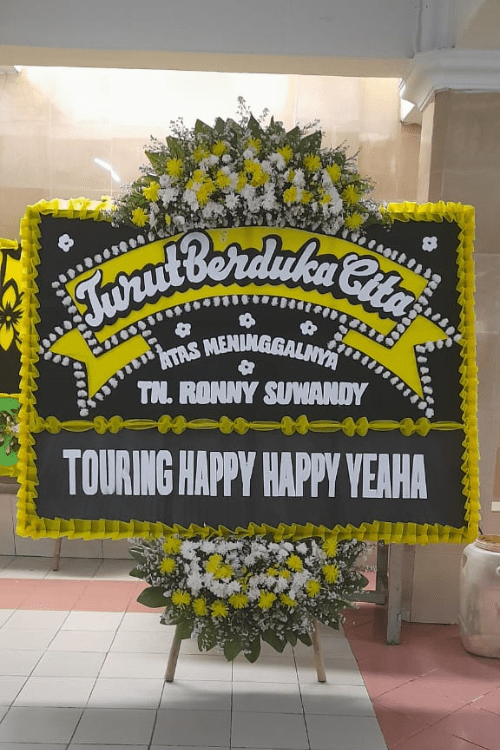 Turut Berduka Cita
ATAS MENINGGALNYA
TN. RONNY SUWANDY
TOURING HAPPY HAPPY YEAHA